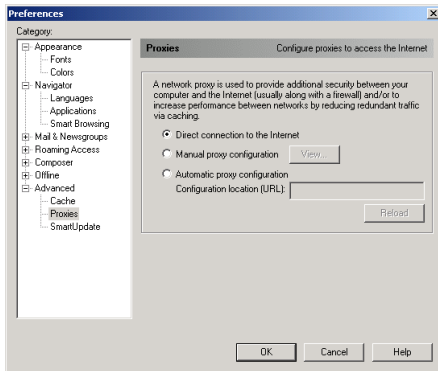 Preferences
Category:
Appearance
Fonts
Colors
Navigator
Languages
Applications
Smart Browsing
Mail & Newsgroups
Roaming Access
Composer
Offline
Advanced
Cache
Proxies
SmartUpdate
Proxies
Configure proxies to access the Internet
A network proxy is used to provide additional security between your
computer and the Internet (usually along with a firewall) and/or to
increase performance between networks by reducing redundant traffic
via caching.
Direct connection to the Internet
Manual proxy configuration
View...
Automatic proxy configuration
Configuration location (URL):
Reload
OK
Cancel
Help